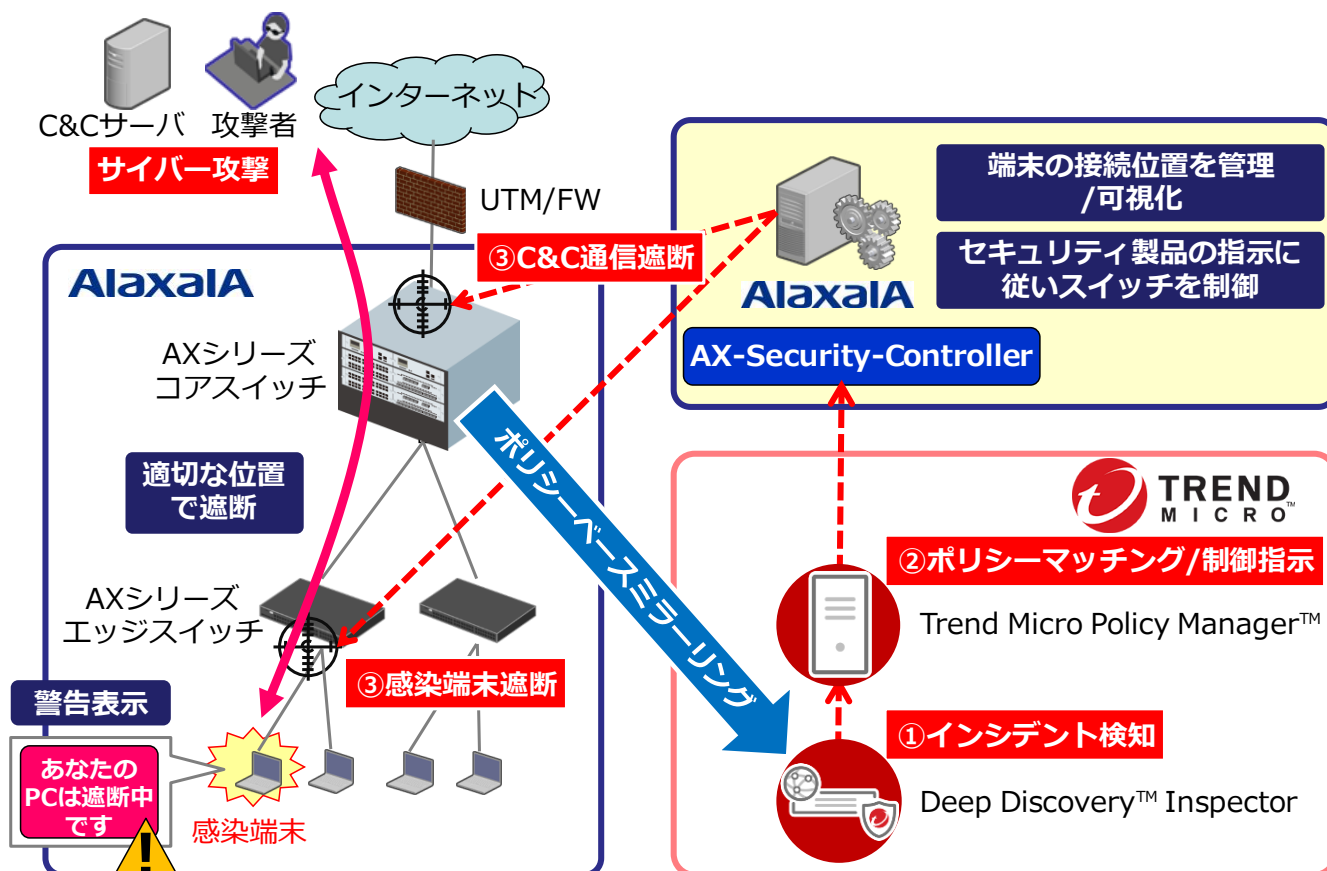 C&Cサーバ
攻撃者
サイバー攻撃
インターネット
UTM/FW
③C&C通信遮断
AlaxalA
AXシリーズ
コアスイッチ
適切な位置
で遮断
AXシリーズ
エッジスイッチ
③感染端末遮断
警告表示
あなたの
PCは遮断中
です
感染端末
ポリシーベースミラーリング
端末の接続位置を管理
/可視化
セキュリティ製品の指示に
従いスイッチを制御
AlaxalA
AX-Security-Controller
TREND
MICRO™
②ポリシーマッチング/制御指示
Trend Micro Policy Manager™
①インシデント検知
Deep Discovery™ Inspector